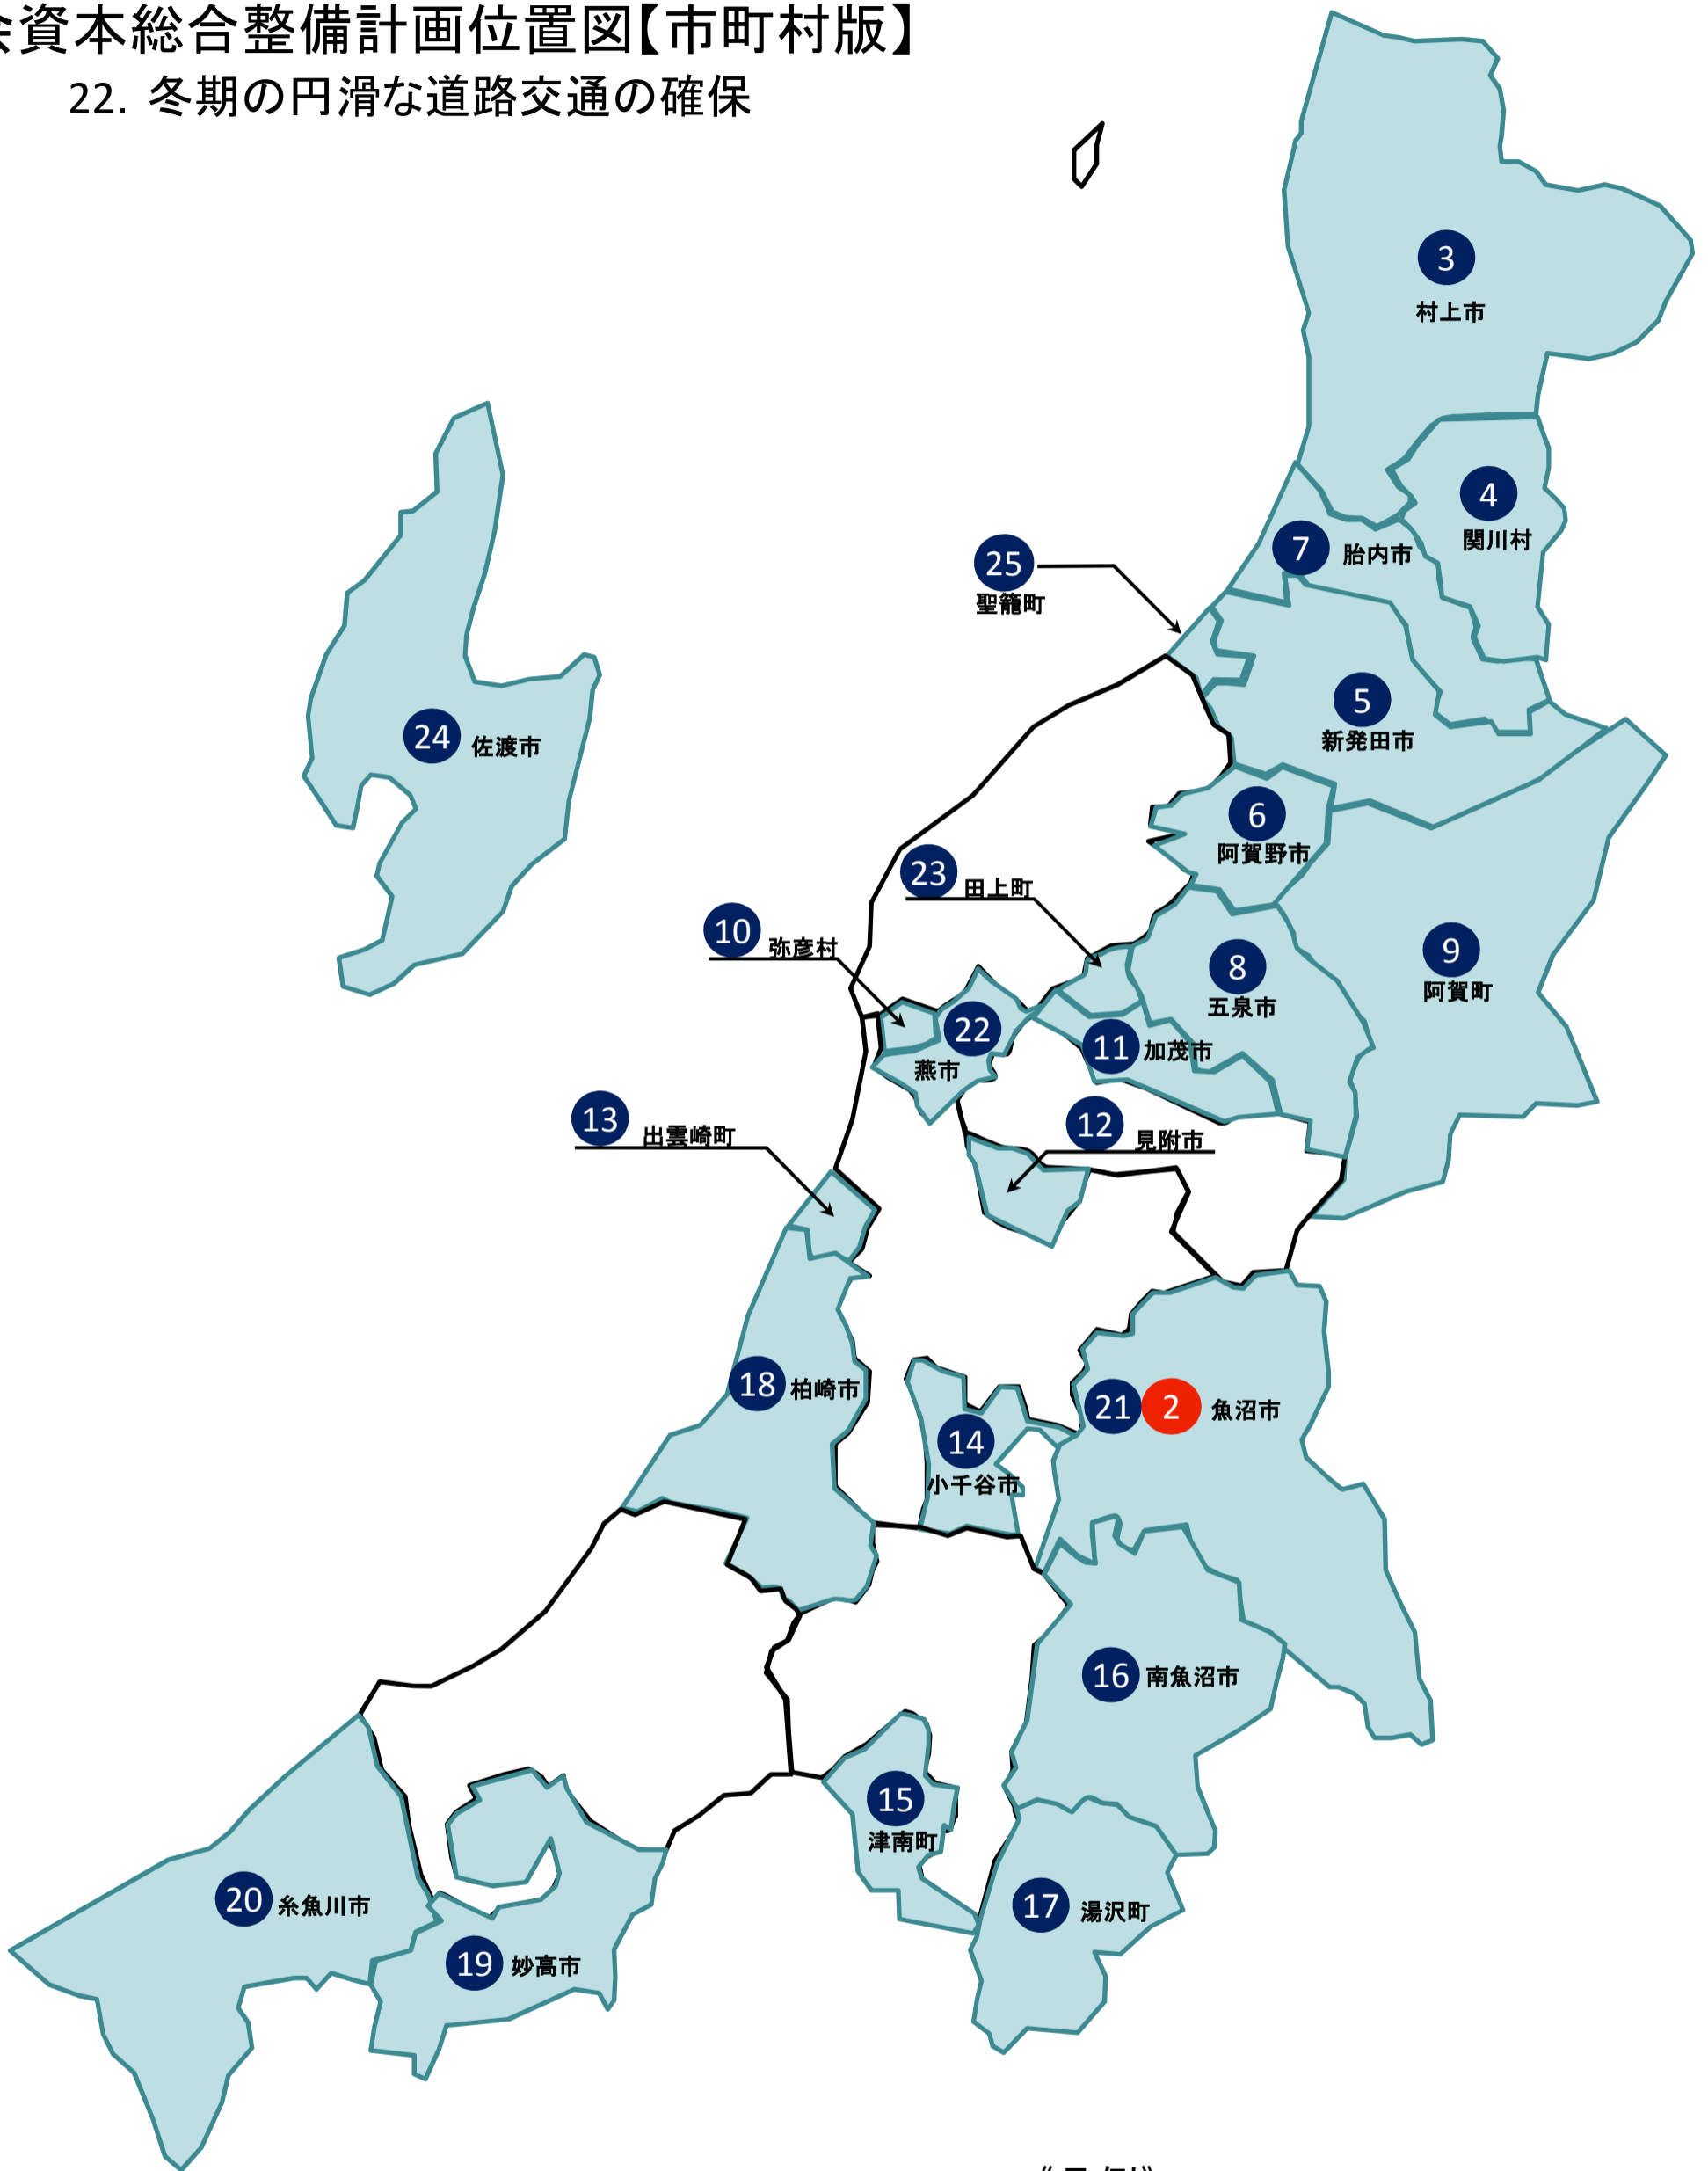 資本総合整備計画位置図【市町村版】
22. 冬期の円滑な道路交通の確保
3
村上市
4
関川村
7 胎内市
25
聖籠町
5
新発田市
24 佐渡市
6
阿賀野市
23 田上町
10 弥彦村
9
阿賀町
8
五泉市
22
燕市
11 加茂市
13 出雲崎町
12 見附市
18 柏崎市
21 2 魚沼市
14
小千谷市
16 南魚沼市
15
津南町
20 糸魚川市
17 湯沢町
19 妙高市